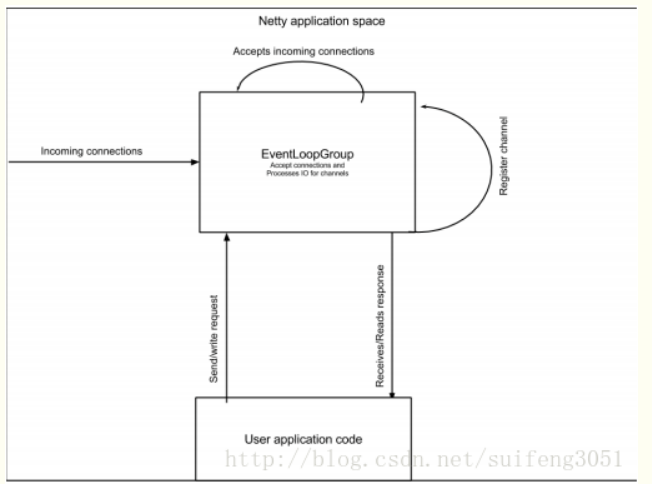 Netty application space
Accepts incoming connections
Incoming connections
EventLoopGroup
Accept connections and
Processes IO for channels
Register channel
Send/write request
Receives/Reads response
User application code
http://blog.csdn.net/suifeng3051